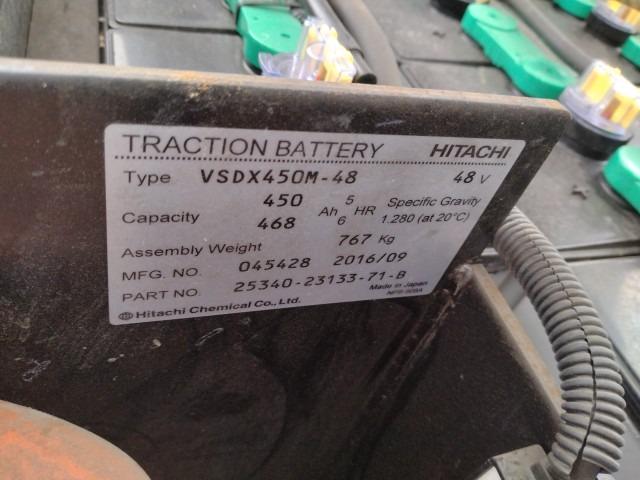 TRACTION BATTERY HITACHI
Type VSDX450M-48 48 V
Capacity 450 468 Ah 5 6 HR Specific Gravity 1.280 (at 20°C)
Assembly Weight 767 Kg
MFG. NO. 045428 2016/09
PART NO. 25340-23133-71-B Made in Japan
Hitachi Chemical Co., Ltd.